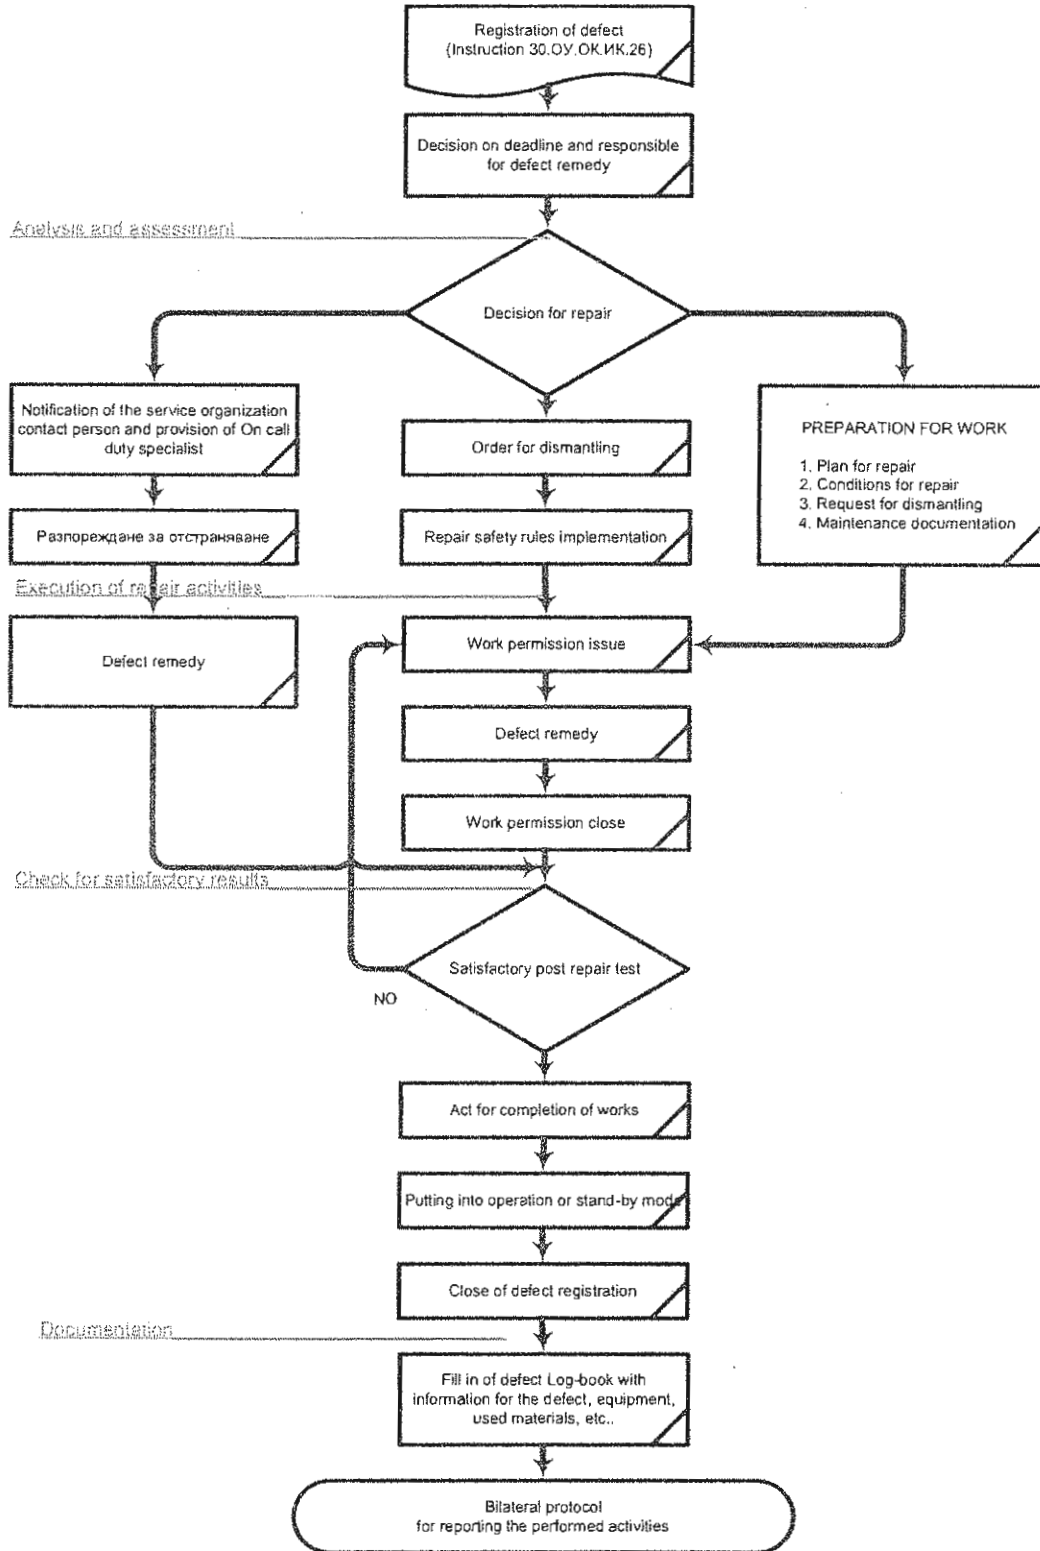 Registration of defect
(Instruction 30.ОУ.ОК.ИК.26)
Decision on deadline and responsible
for defect remedy
Analysis and assessment
Decision for repair
Notification of the service organization
contact person and provision of On call
duty specialist
Order for dismantling
PREPARATION FOR WORK
1. Plan for repair
2. Conditions for repair
3. Request for dismantling
4. Maintenance documentation
Разпореждане за отстраняване
Repair safety rules implementation
Execution of repair activities
Defect remedy
Work permission issue
Defect remedy
Work permission close
Check for satisfactory results
Satisfactory post repair test
NO
Act for completion of works
Putting into operation or stand-by mode
Close of defect registration
Documentation
Fill in of defect Log-book with
information for the defect, equipment,
used materials, etc..
Bilateral protocol
for reporting the performed activities